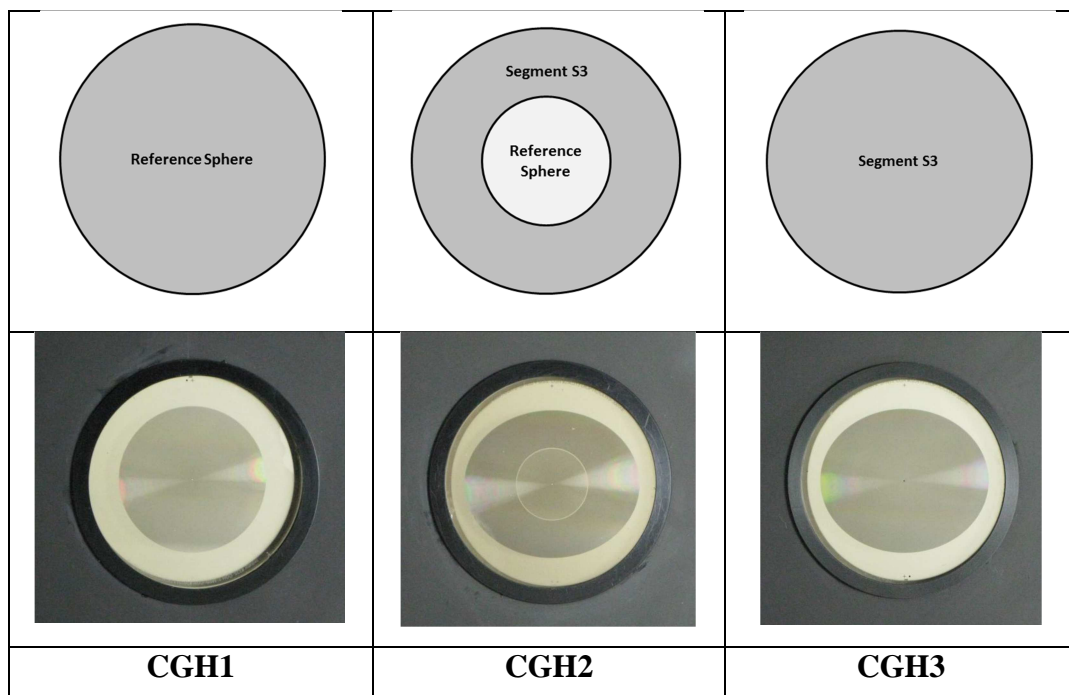 Reference Sphere
Segment S3
Reference
Sphere
Segment S3
CGH1
CGH2
CGH3